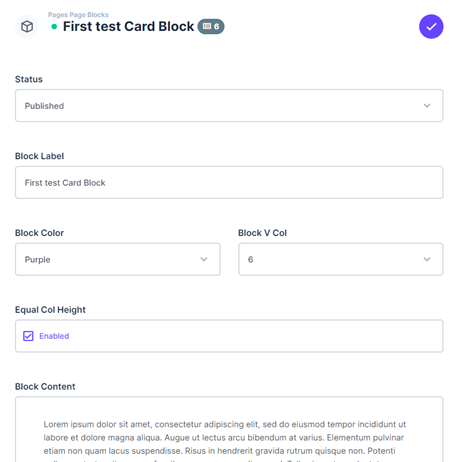 Pages Page Blocks
First test Card Block
6
Status
Published
Block Label
First test Card Block
Block Color
Block V Col
Purple
6
Equal Col Height
Enabled
Block Content
Lorem ipsum dolor sit amet, consectetur adipiscing elit, sed do eiusmod tempor incididunt ut
labore et dolore magna aliqua. Augue ut lectus arcu bibendum at varius. Elementum pulvinar
etiam non quam lacus suspendisse. Risus in hendrerit gravida rutrum quisque non. Potenti